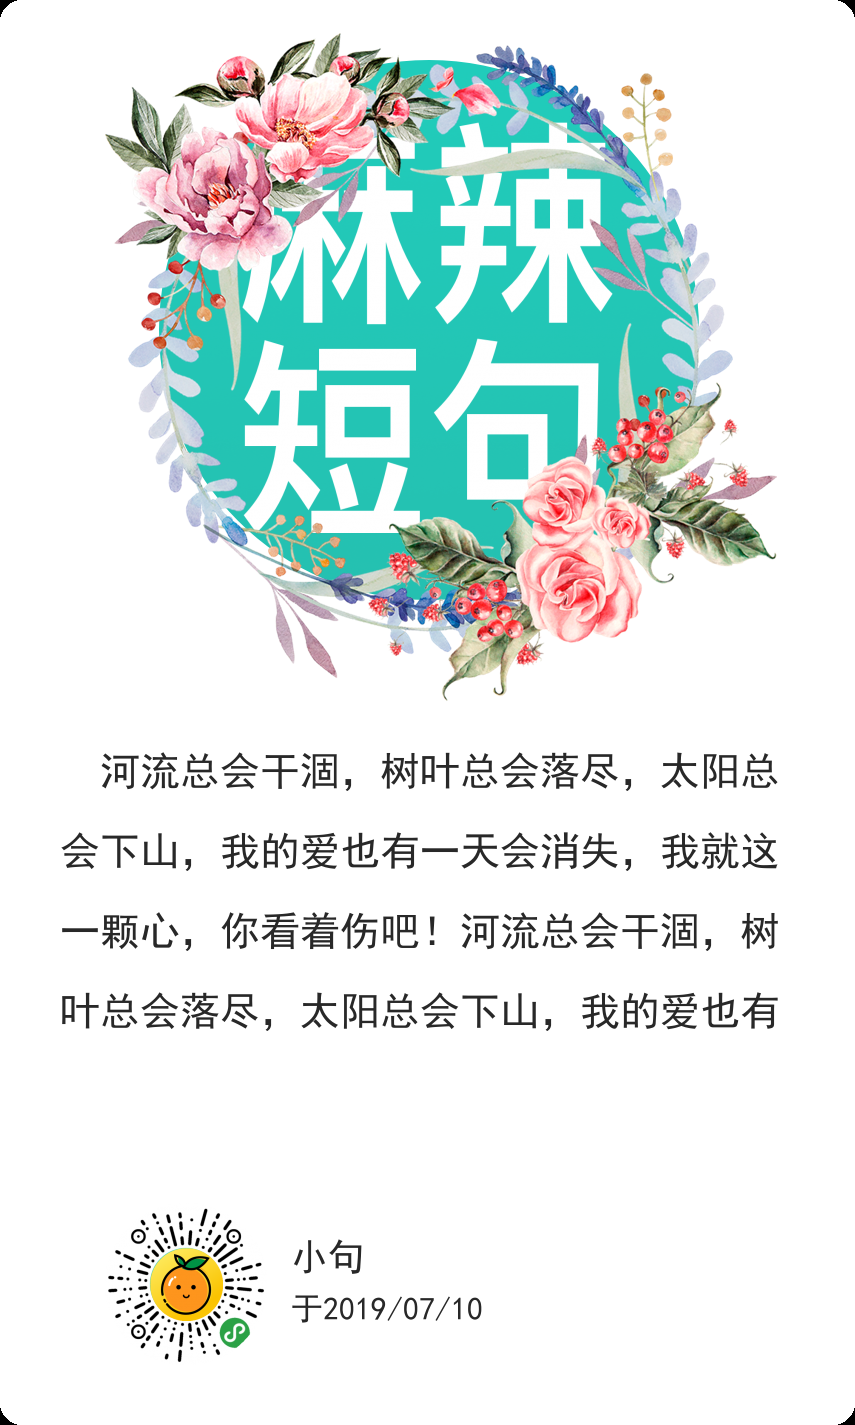 麻辣
短句
河流总会干涸，树叶总会落尽，太阳总
会下山，我的爱也有一天会消失，我就这
一颗心，你看着伤吧！河流总会干涸，树
叶总会落尽，太阳总会下山，我的爱也有
小句
于2019/07/10